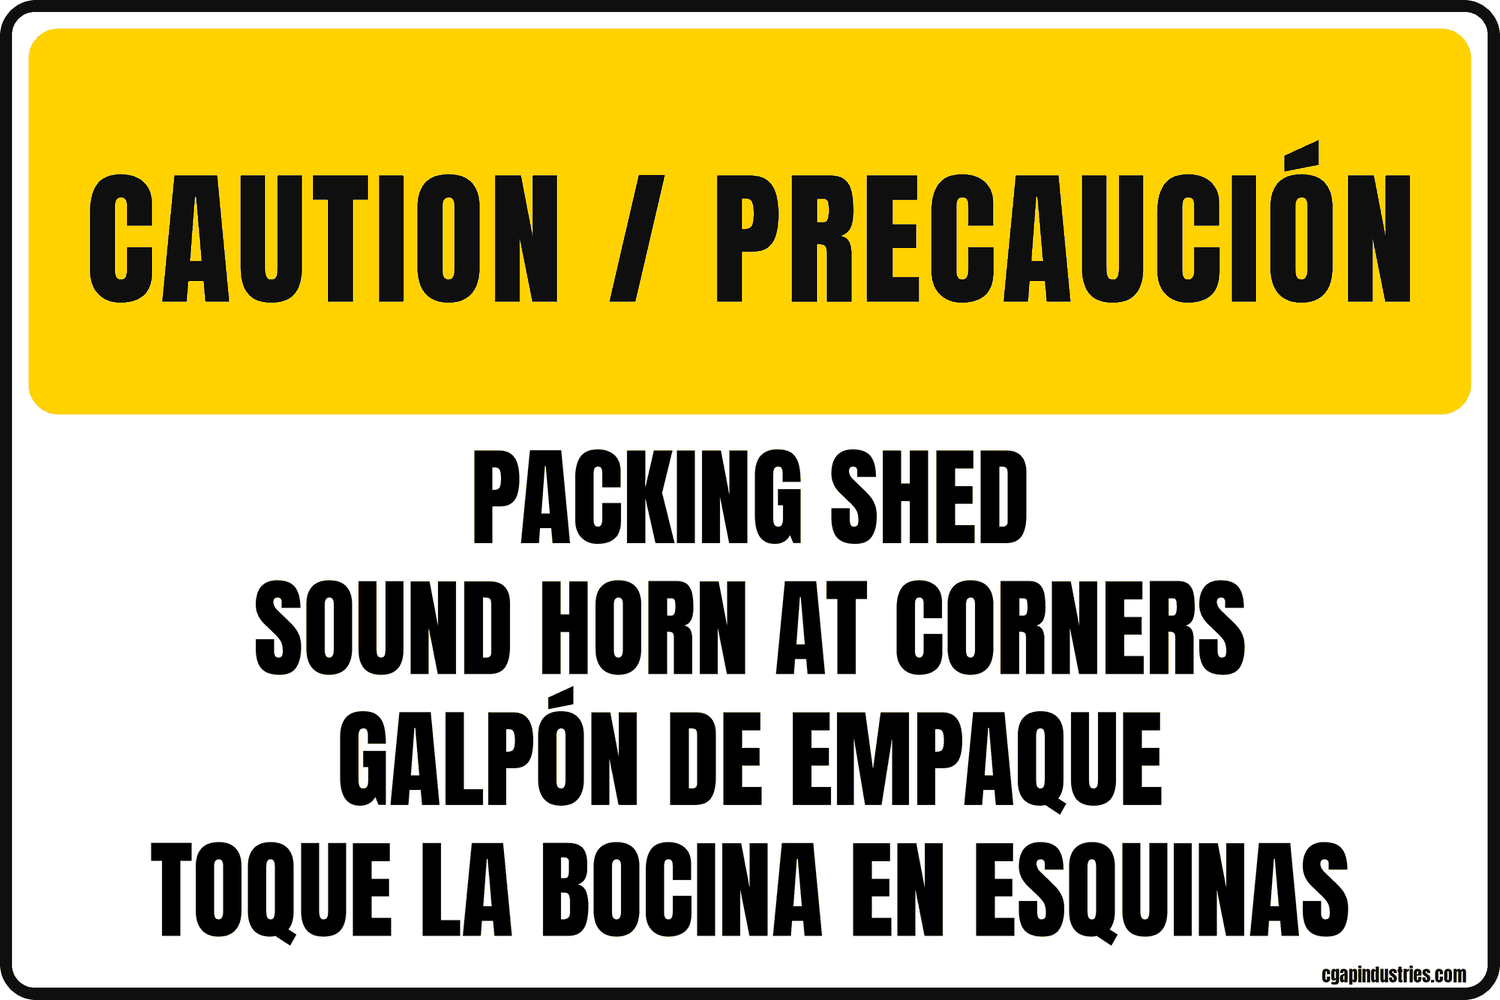 CAUTION / PRECAUCIÓN
PACKING SHED
SOUND HORN AT CORNERS
GALPÓN DE EMPAQUE
TOQUE LA BOCINA EN ESQUINAS
cgapindustries.com